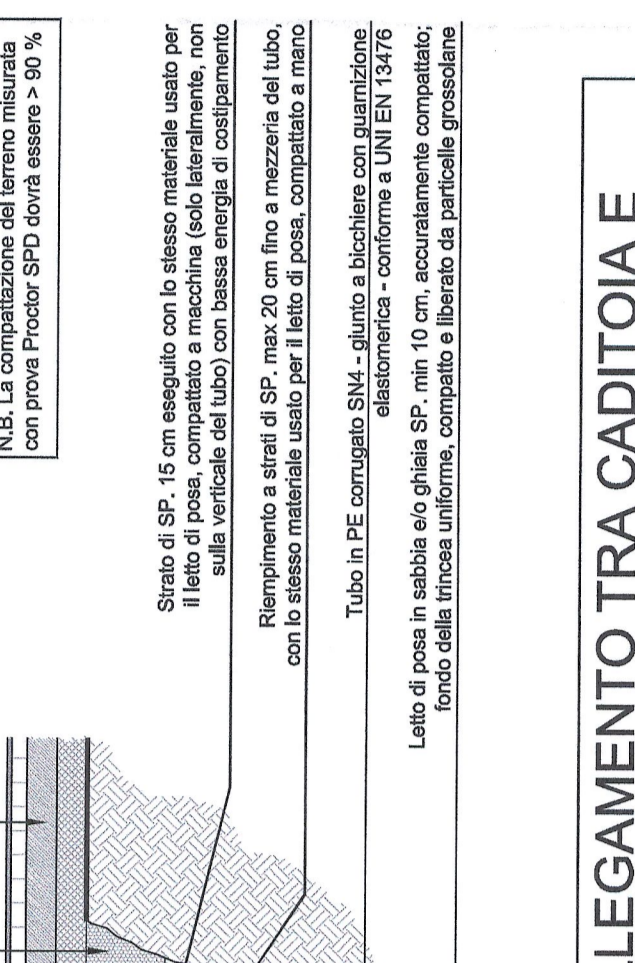 N.B. La compattazione del terreno misurata
con prova Proctor SPD dovrà essere > 90 %
Strato di SP. 15 cm eseguito con lo stesso materiale usato per
il letto di posa, compattato a macchina (solo lateralmente, non
sulla verticale del tubo) con bassa energia di costipamento
Riempimento a strati di SP. max 20 cm fino a mezzeria del tubo,
con lo stesso materiale usato per il letto di posa, compattato a mano
Tubo in PE corrugato SN4 - giunto a bicchiere con guarnizione
elastomerica - conforme a UNI EN 13476
Letto di posa in sabbia e/o ghiaia SP. min 10 cm, accuratamente compattato;
fondo della trincea uniforme, compatto e liberato da particelle grossolane
LLEGAMENTO TRA CADITOIA E